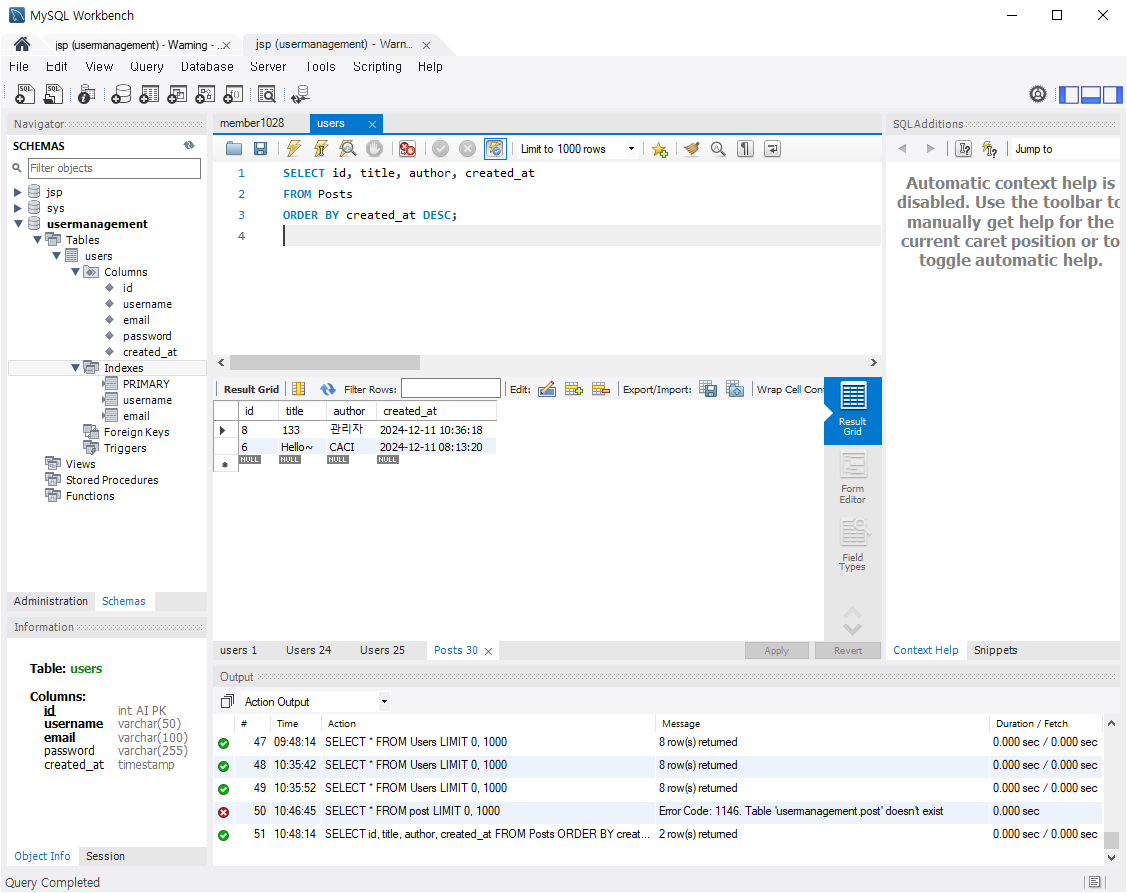 MySQL Workbench
jsp (usermanagement) - Warning - ...
jsp (usermanagement) - Warn...
File Edit View Query Database Server Tools Scripting Help
Navigator
SCHEMAS
Filter objects
jsp
sys
usermanagement
Tables
users
Columns
id
username
email
password
created_at
Indexes
PRIMARY
username
email
Foreign Keys
Triggers
Views
Stored Procedures
Functions
Administration Schemas
Information
Table: users
Columns:
id int AI PK
username varchar(50)
email varchar(100)
password varchar(255)
created_at timestamp
Object Info Session
member1028 users
Limit to 1000 rows
1 SELECT id, title, author, created_at
2 FROM Posts
3 ORDER BY created_at DESC;
4
Result Grid Filter Rows: Edit: Export/Import: Wrap Cell Cont
id title author created_at
8 133 관리자 2024-12-11 10:36:18
6 Hello~ CACI 2024-12-11 08:13:20
NULL NULL NULL NULL
Result
Grid
Form
Editor
Field
Types
users 1 Users 24 Users 25 Posts 30 Apply Revert
SQLAdditions
Jump to
Automatic context help is
disabled. Use the toolbar to
manually get help for the
current caret position or to
toggle automatic help.
Context Help Snippets
Output
Action Output
# Time Action Message Duration / Fetch
47 09:48:14 SELECT * FROM Users LIMIT 0, 1000 8 row(s) returned 0.000 sec / 0.000 sec
48 10:35:42 SELECT * FROM Users LIMIT 0, 1000 8 row(s) returned 0.000 sec / 0.000 sec
49 10:35:52 SELECT * FROM Users LIMIT 0, 1000 8 row(s) returned 0.000 sec / 0.000 sec
50 10:46:45 SELECT * FROM post LIMIT 0, 1000 Error Code: 1146. Table 'usermanagement.post' doesn't exist 0.000 sec
51 10:48:14 SELECT id, title, author, created_at FROM Posts ORDER BY creat... 2 row(s) returned 0.000 sec / 0.000 sec
Query Completed